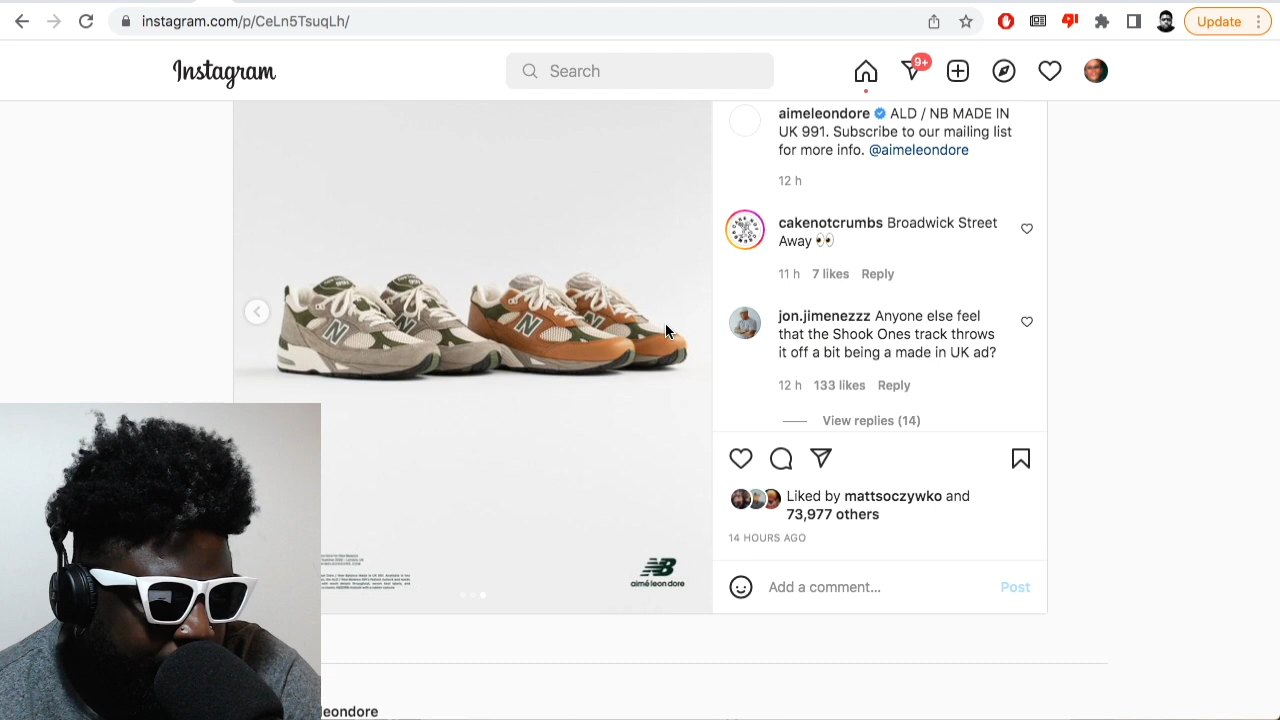 instagram.com/p/CeLn5TsuqLh/
Update
Instagram
Search
9+
aimeleondore ALD / NB MADE IN
UK 991. Subscribe to our mailing list
for more info. @aimeleondore
12 h
cakenotcrumbs Broadwick Street
Away 👀
11 h 7 likes Reply
jon.jimenezzz Anyone else feel
that the Shook Ones track throws
it off a bit being a made in UK ad?
12 h 133 likes Reply
View replies (14)
Liked by mattsoczywko and
73,977 others
14 HOURS AGO
Add a comment... Post
N
N
N
N
NB
aimé leon dore
eondore